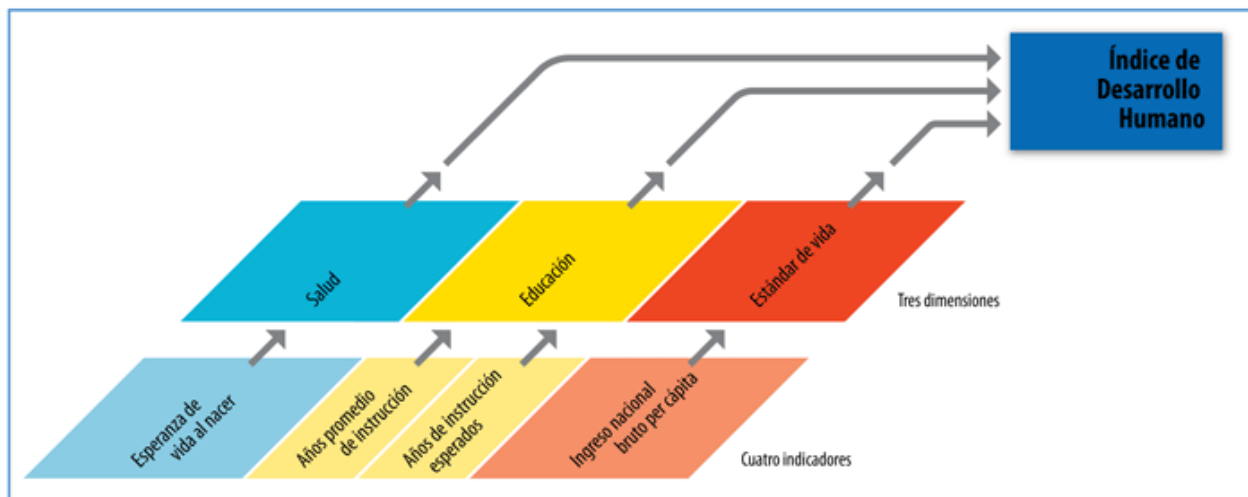 Índice de
Desarrollo
Humano
Salud
Educación
Estándar de vida
Tres dimensiones
Esperanza de
vida al nacer
Años promedio
de instrucción
Años de instrucción
esperados
Ingreso nacional
bruto per cápita
Cuatro indicadores